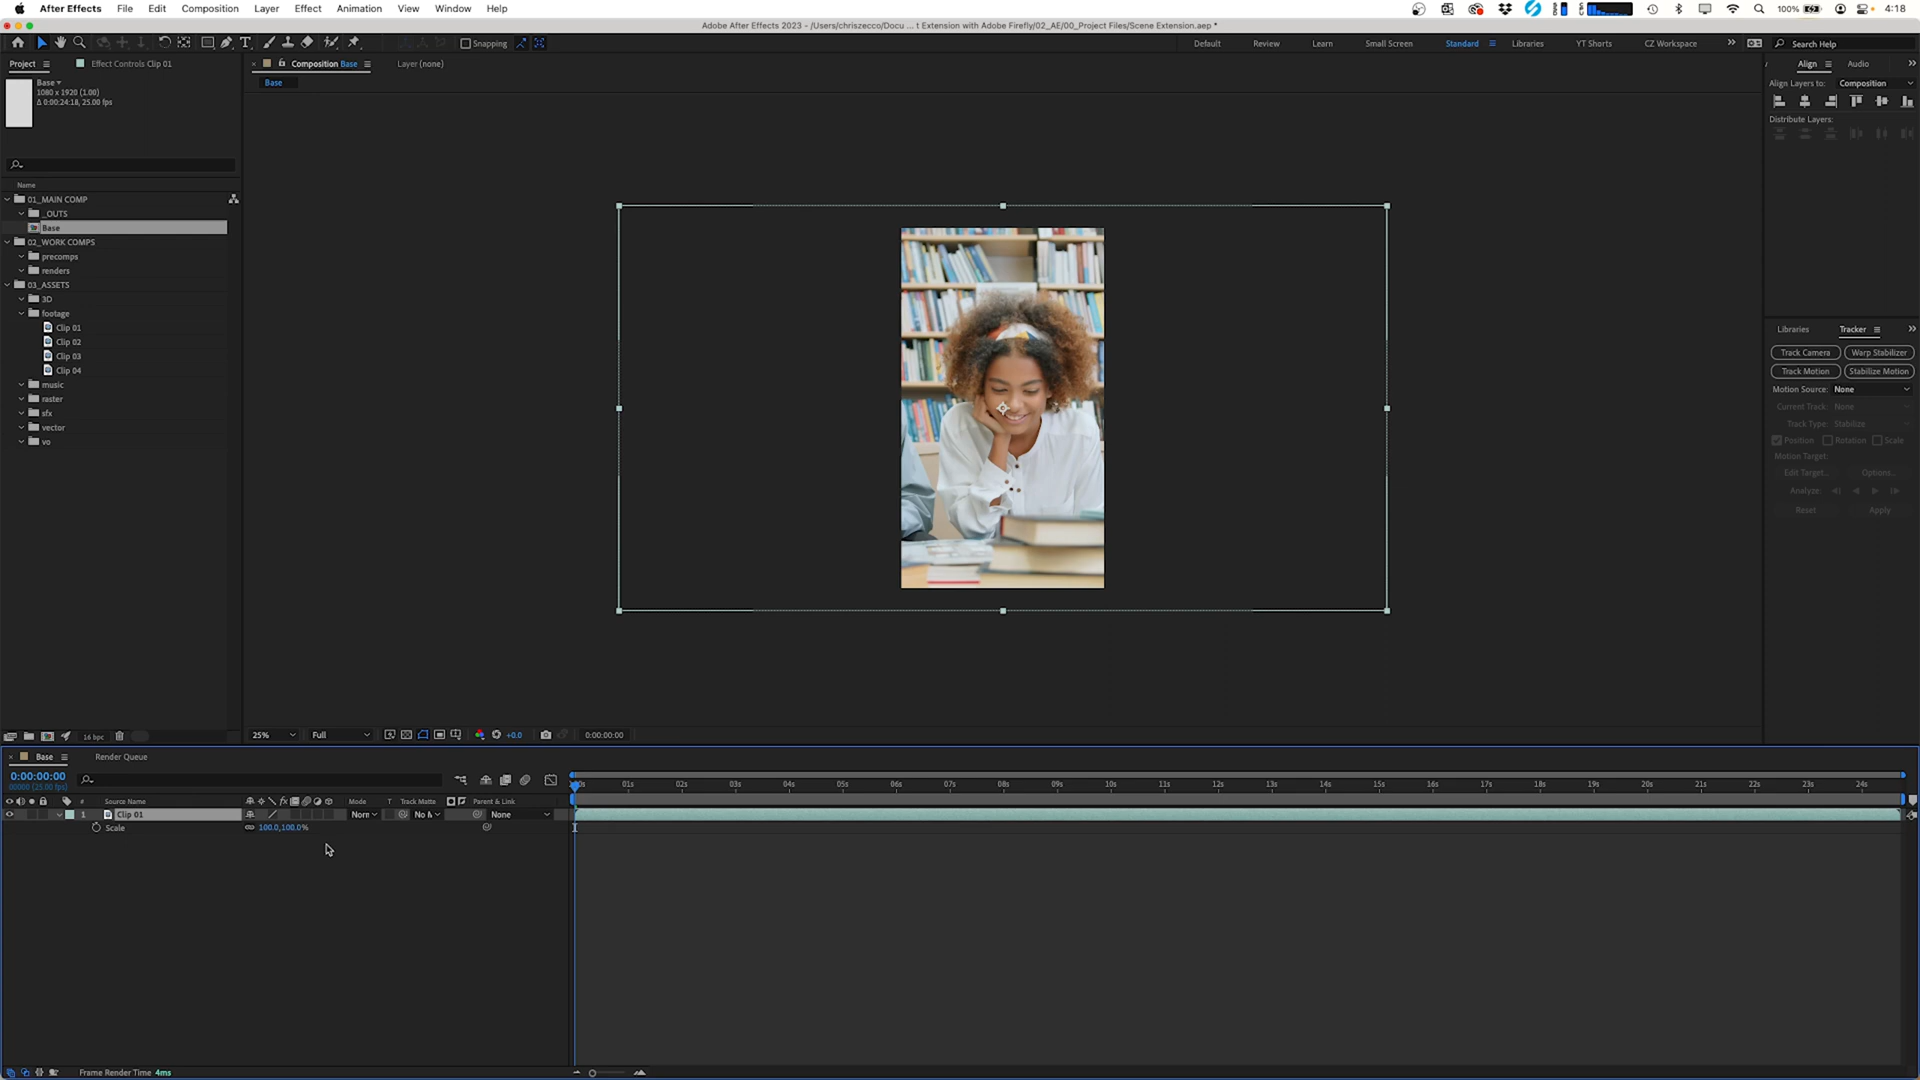 After Effects File Edit Composition Layer Effect Animation View Window Help 100% 4:18
Adobe After Effects 2023 - /Users/chriszecco/Docu ... t Extension with Adobe Firefly/02_AE/00_Project Files/Scene Extension.aep *
Snapping Default Review Learn Small Screen Standard Libraries YT Shorts CZ Workspace Search Help
Project Effect Controls Clip 01 Composition Base Layer (none) Align Audio
Base
1080 x 1920 (1.00)
Δ 0:00:24:18, 25.00 fps
Base
Align Layers to: Composition
Distribute Layers:
Name
01_MAIN COMP
_OUTS
Base
02_WORK COMPS
precomps
renders
03_ASSETS
3D
footage
Clip 01
Clip 02
Clip 03
Clip 04
music
raster
sfx
vector
vo
Libraries Tracker
Track Camera Warp Stabilizer
Track Motion Stabilize Motion
Motion Source: None
Current Track: None
Track Type: Stabilize
Position Rotation Scale
Motion Target:
Edit Target... Options...
Analyze:
Reset Apply
16 bpc 25% Full +0.0 0:00:00:00
Base Render Queue
0:00:00:00
00000 (25.00 fps)
01s 02s 03s 04s 05s 06s 07s 08s 09s 10s 11s 12s 13s 14s 15s 16s 17s 18s 19s 20s 21s 22s 23s 24s
# Source Name Mode T Track Matte Parent & Link
1 Clip 01 Norm No M None
Scale 100.0,100.0%
Frame Render Time 4ms